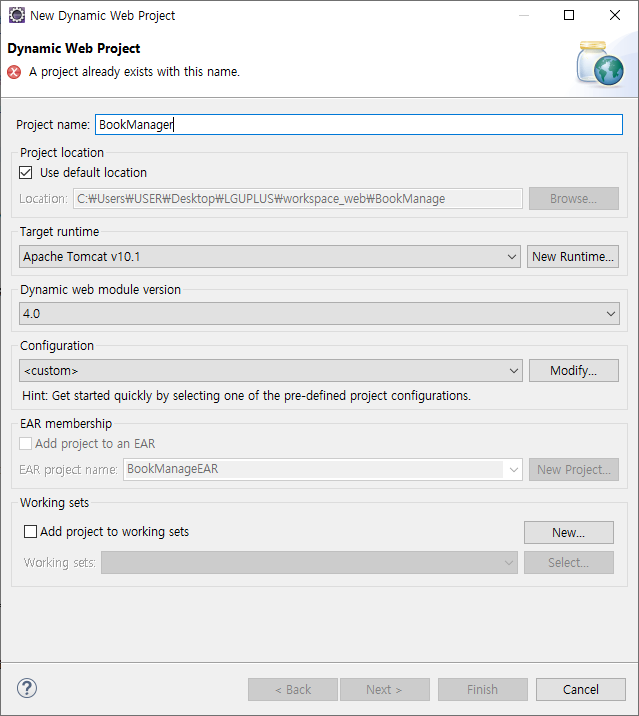 New Dynamic Web Project
Dynamic Web Project
A project already exists with this name.
Project name: BookManager
Project location
Use default location
Location: C:₩Users₩USER₩Desktop₩LGUPLUS₩workspace_web₩BookManage Browse...
Target runtime
Apache Tomcat v10.1 New Runtime...
Dynamic web module version
4.0
Configuration
<custom> Modify...
Hint: Get started quickly by selecting one of the pre-defined project configurations.
EAR membership
Add project to an EAR
EAR project name: BookManageEAR New Project...
Working sets
Add project to working sets New...
Working sets: Select...
? < Back Next > Finish Cancel